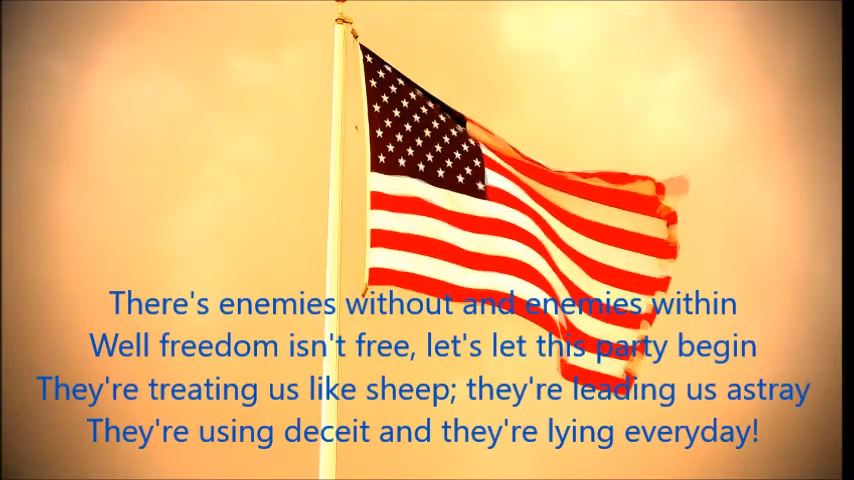 There's enemies without and enemies within
Well freedom isn't free, let's let this party begin
They're treating us like sheep; they're leading us astray
They're using deceit and they're lying everyday!